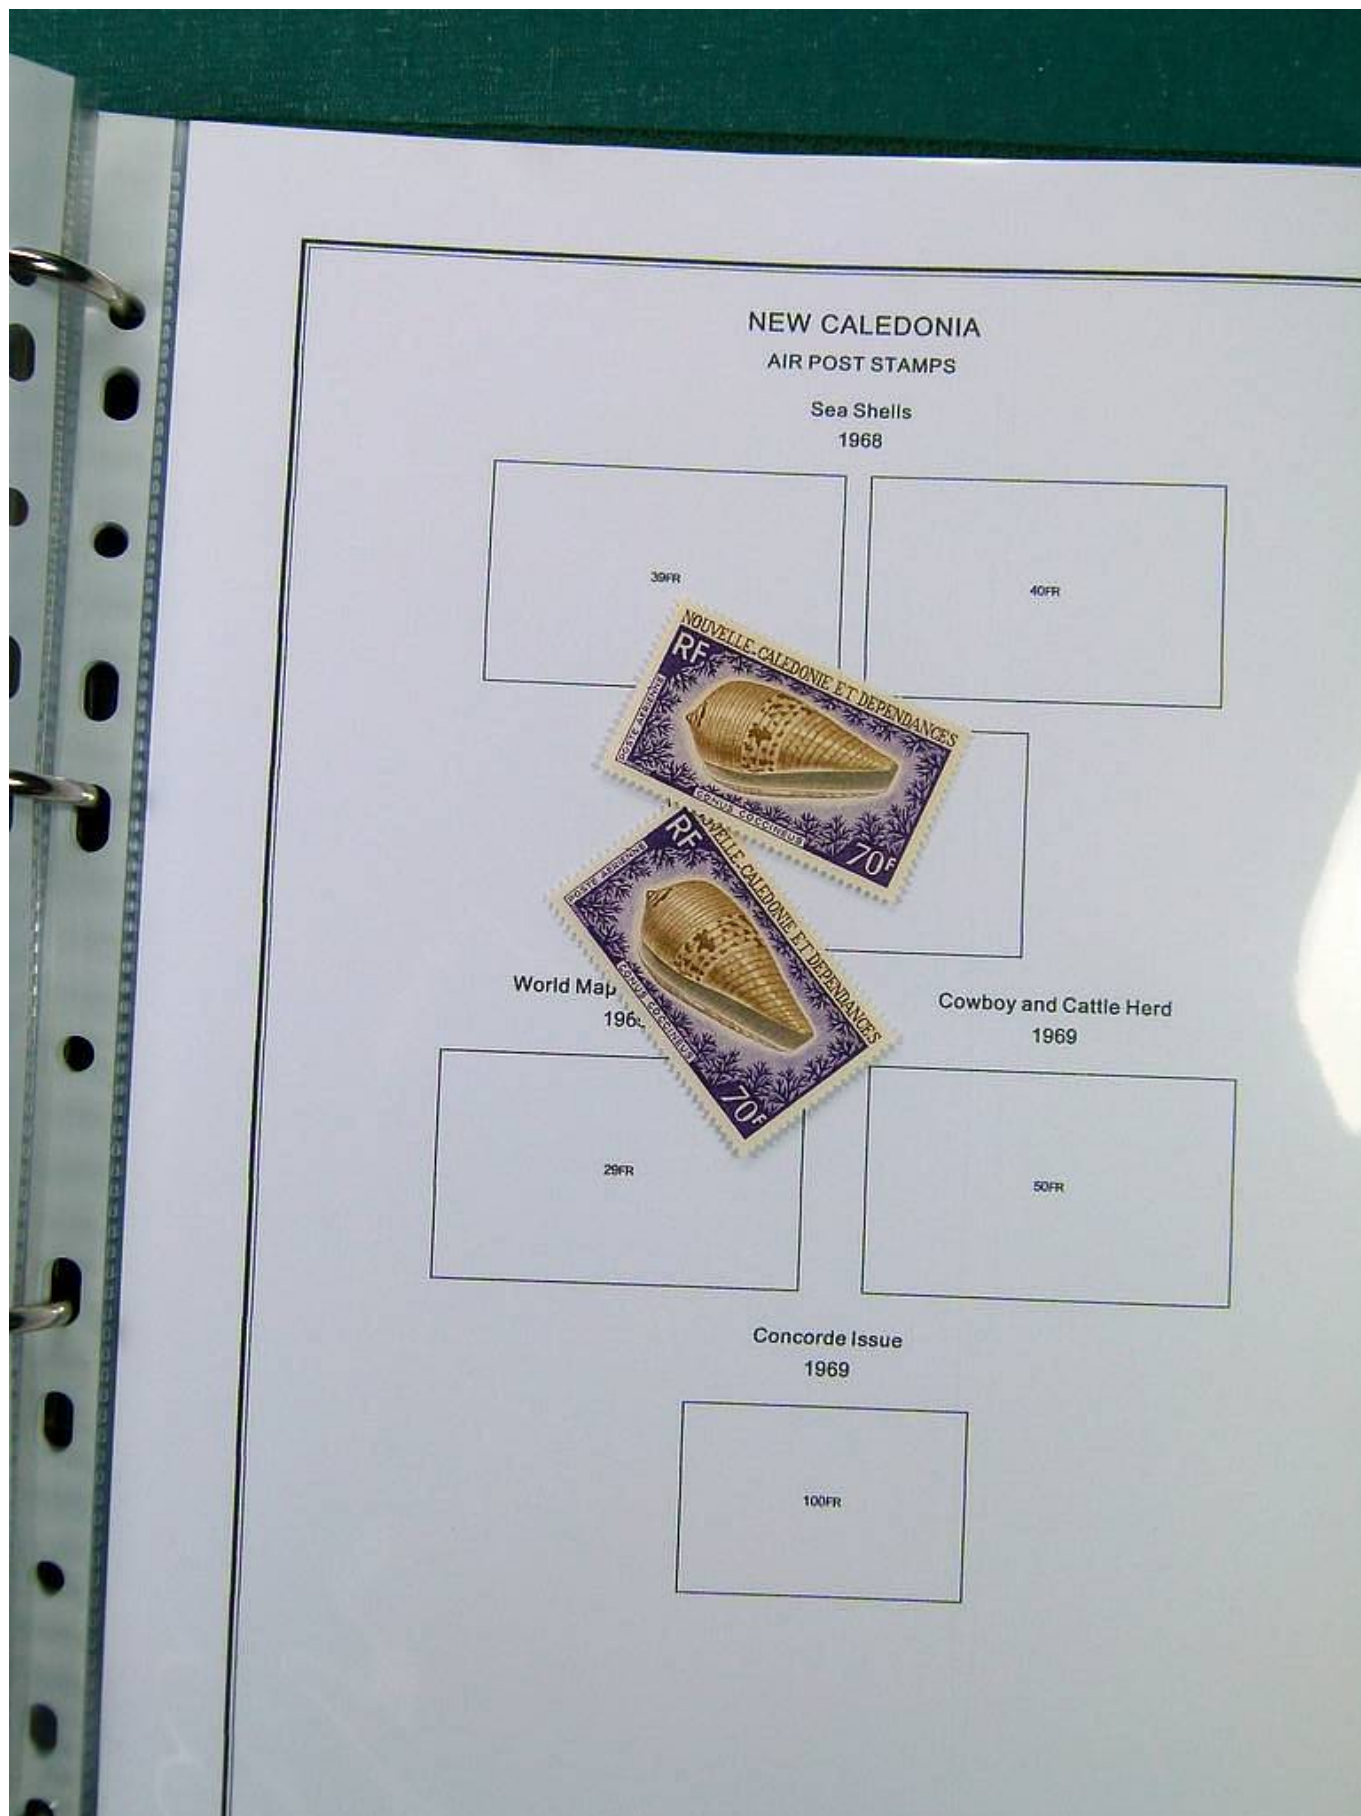 NEW CALEDONIA
AIR POST STAMPS
Sea Shells
1968
39FR
40FR
NOUVELLE-CALEDONIE ET DEPENDANCES
RF
POSTE AERIENNE
CONUS COCCINEUS
70F
RF
NOUVELLE-CALEDONIE ET DEPENDANCES
POSTE AERIENNE
CONUS COCCINEUS
70F
World Map
Cowboy and Cattle Herd
1969
29FR
50FR
Concorde Issue
1969
100FR